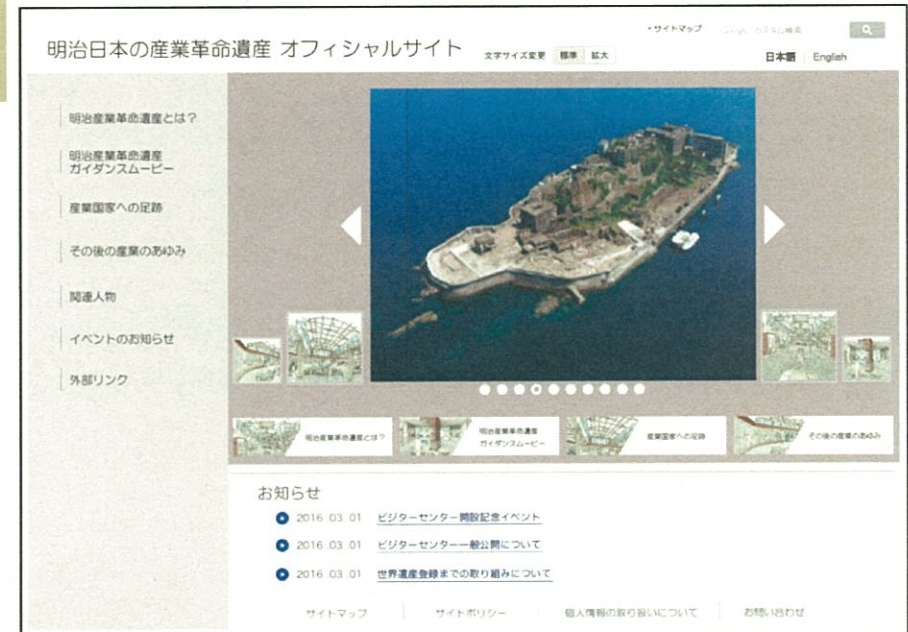 ・サイトマップ
Google カスタム検索
明治日本の産業革命遺産 オフィシャルサイト
文字サイズ変更 標準 拡大
日本語 English
明治産業革命遺産とは?
明治産業革命遺産
ガイダンスムービー
産業国家への足跡
その後の産業のあゆみ
関連人物
イベントのお知らせ
外部リンク
明治産業革命遺産とは?
明治産業革命遺産
ガイダンスムービー
産業国家への足跡
その後の産業のあゆみ
お知らせ
2016.03.01 ビジターセンター開設記念イベント
2016.03.01 ビジターセンター一般公開について
2016.03.01 世界遺産登録までの取り組みについて
サイトマップ サイトポリシー 個人情報の取り扱いについて お問い合わせ